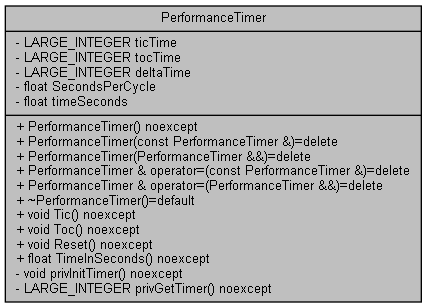 PerformanceTimer
- LARGE_INTEGER ticTime
- LARGE_INTEGER tocTime
- LARGE_INTEGER deltaTime
- float SecondsPerCycle
- float timeSeconds
+ PerformanceTimer() noexcept
+ PerformanceTimer(const PerformanceTimer &)=delete
+ PerformanceTimer(PerformanceTimer &&)=delete
+ PerformanceTimer & operator=(const PerformanceTimer &)=delete
+ PerformanceTimer & operator=(PerformanceTimer &&)=delete
+ ~PerformanceTimer()=default
+ void Tic() noexcept
+ void Toc() noexcept
+ void Reset() noexcept
+ float TimeInSeconds() noexcept
- void privInitTimer() noexcept
- LARGE_INTEGER privGetTimer() noexcept